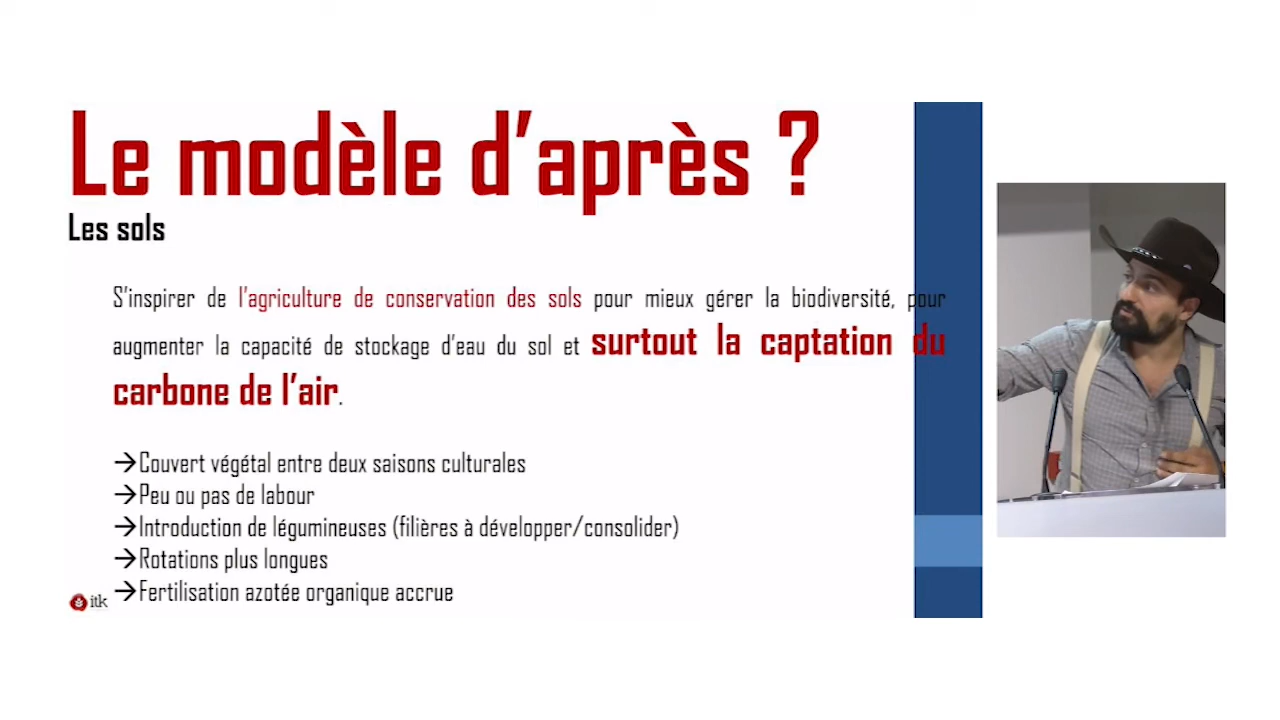 Le modèle d'après ?
Les sols
S'inspirer de l'agriculture de conservation des sols pour mieux gérer la biodiversité, pour
augmenter la capacité de stockage d'eau du sol et surtout la captation du
carbone de l'air.
→Couvert végétal entre deux saisons culturales
→Peu ou pas de labour
→Introduction de légumineuses (filières à développer/consolider)
→Rotations plus longues
→Fertilisation azotée organique accrue
itk